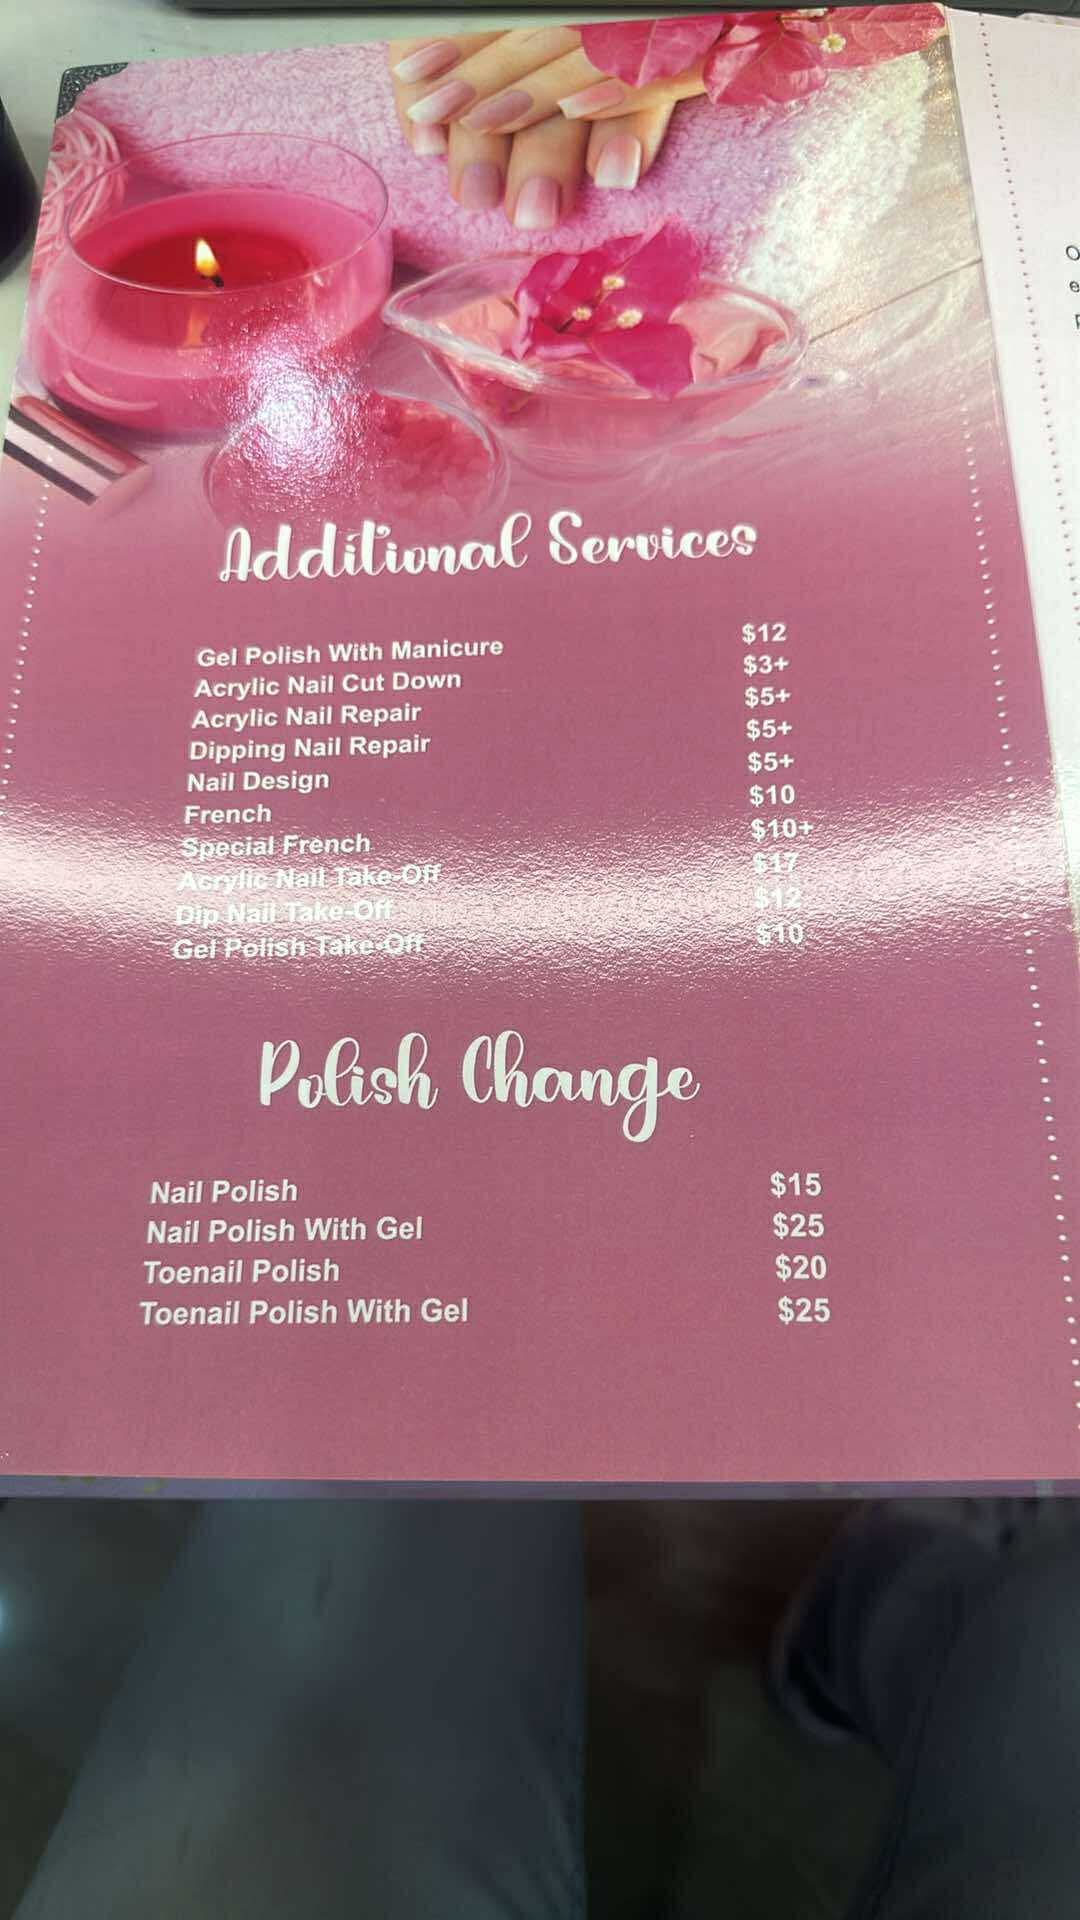 Additional Services
Gel Polish With Manicure $12
Acrylic Nail Cut Down $3+
Acrylic Nail Repair $5+
Dipping Nail Repair $5+
Nail Design $5+
French $10
Special French $10+
Acrylic Nail Take-Off $17
Dip Nail Take-Off $12
Gel Polish Take-Off $10
Polish Change
Nail Polish $15
Nail Polish With Gel $25
Toenail Polish $20
Toenail Polish With Gel $25